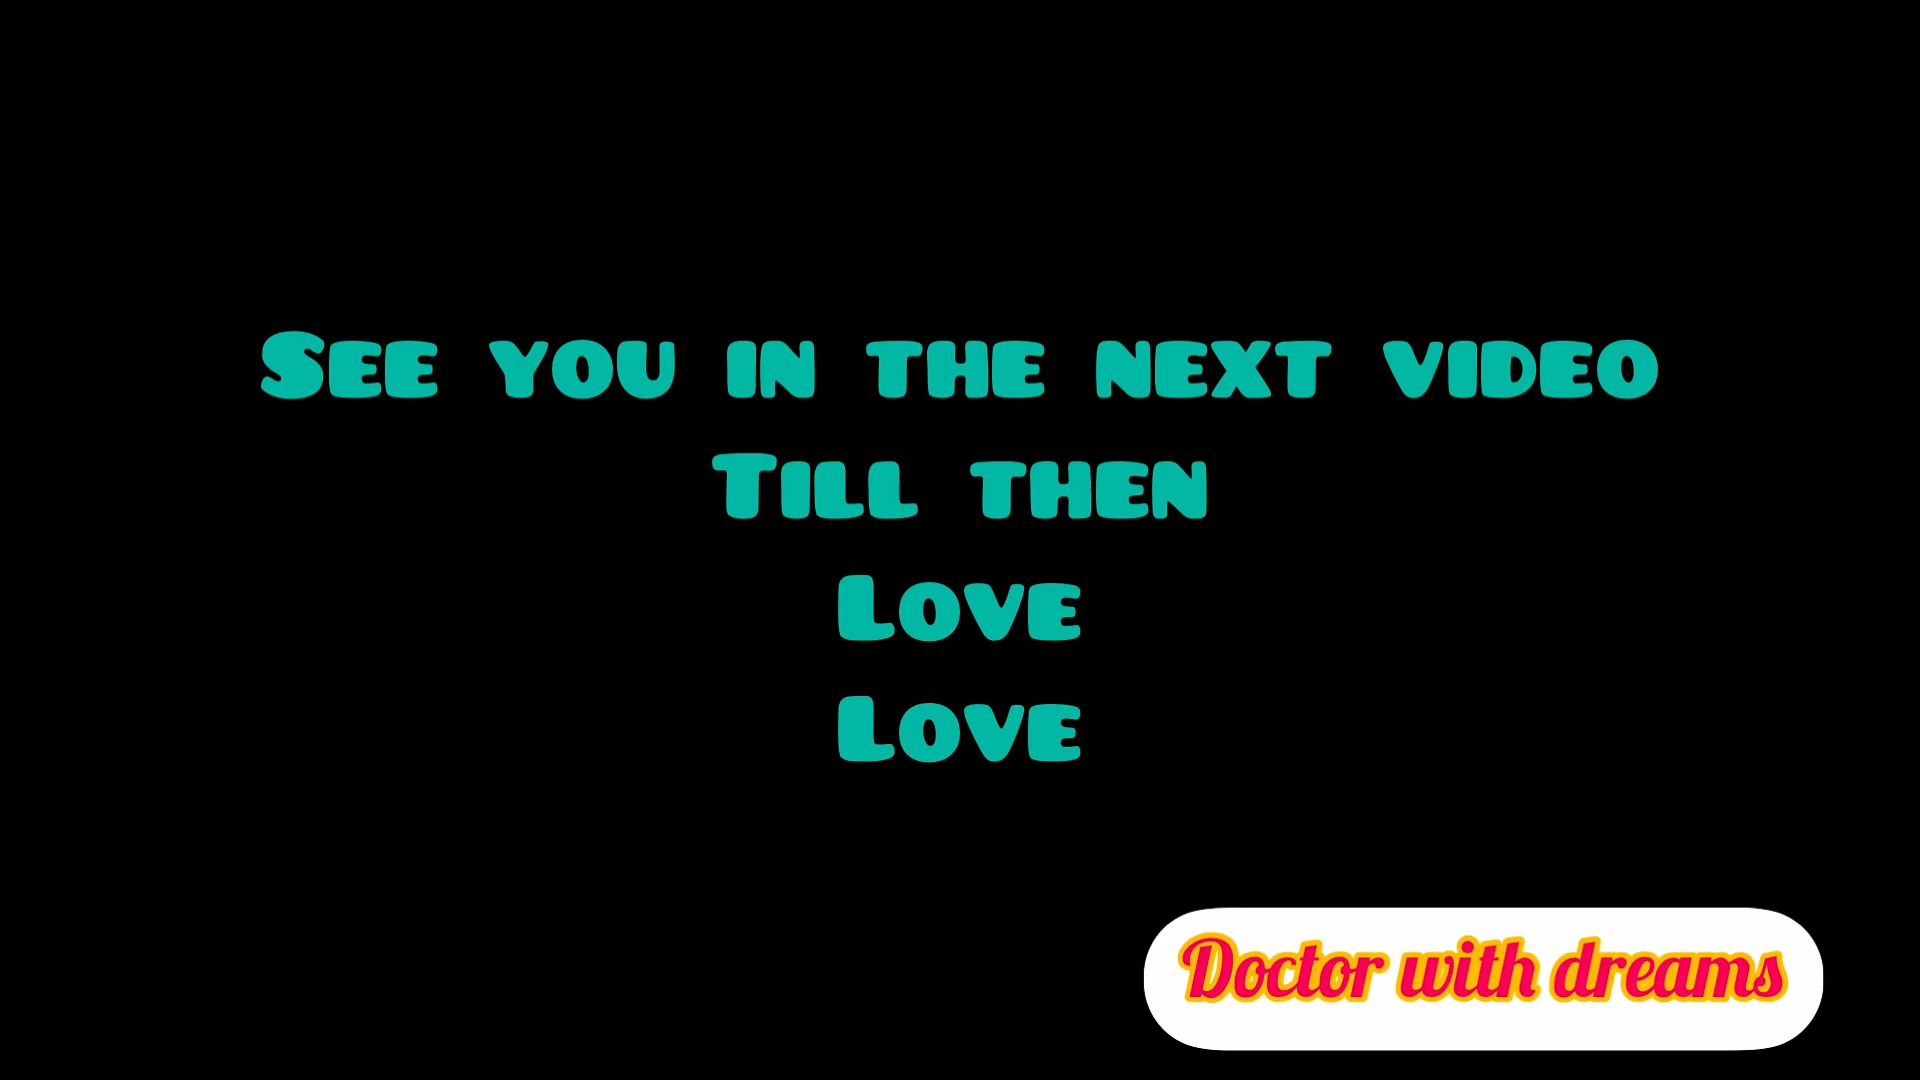 See you in the next video
Till then
Love
Love
Doctor with dreams